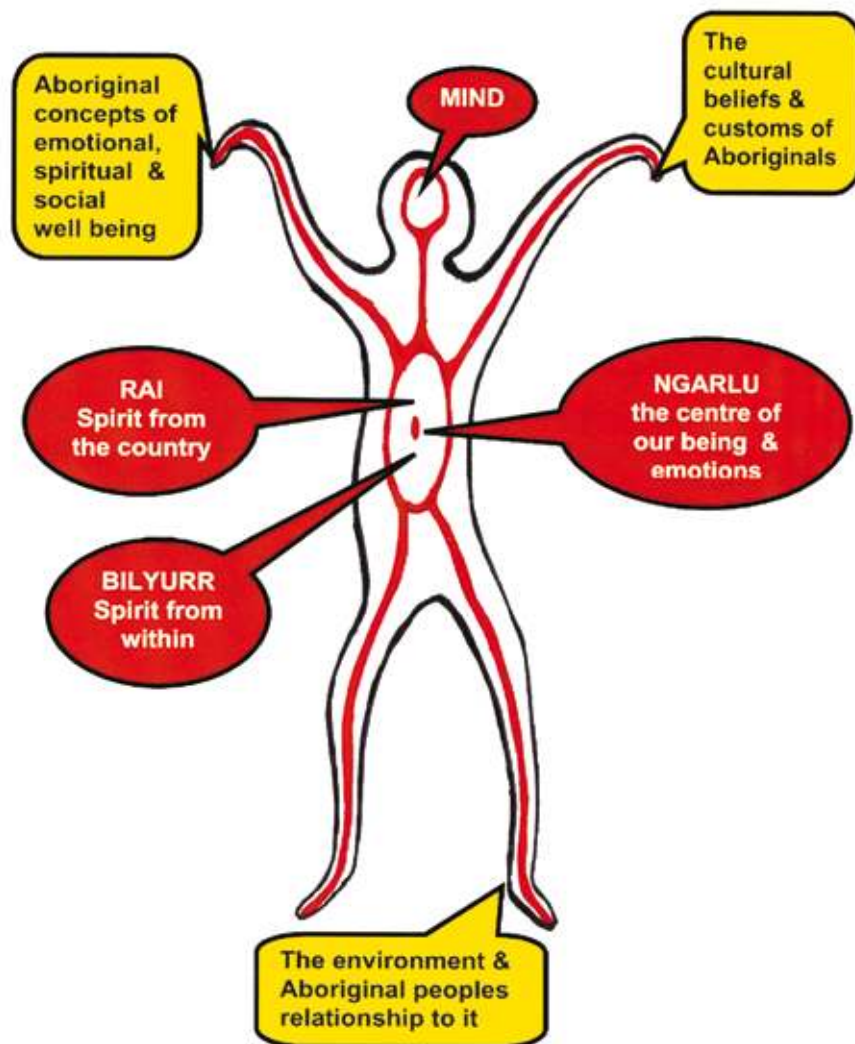 Aboriginal
concepts of
emotional,
spiritual &
social
well being
MIND
The
cultural
beliefs &
customs of
Aboriginals
RAI
Spirit from
the country
NGARLU
the centre of
our being &
emotions
BILYURR
Spirit from
within
The environment &
Aboriginal peoples
relationship to it